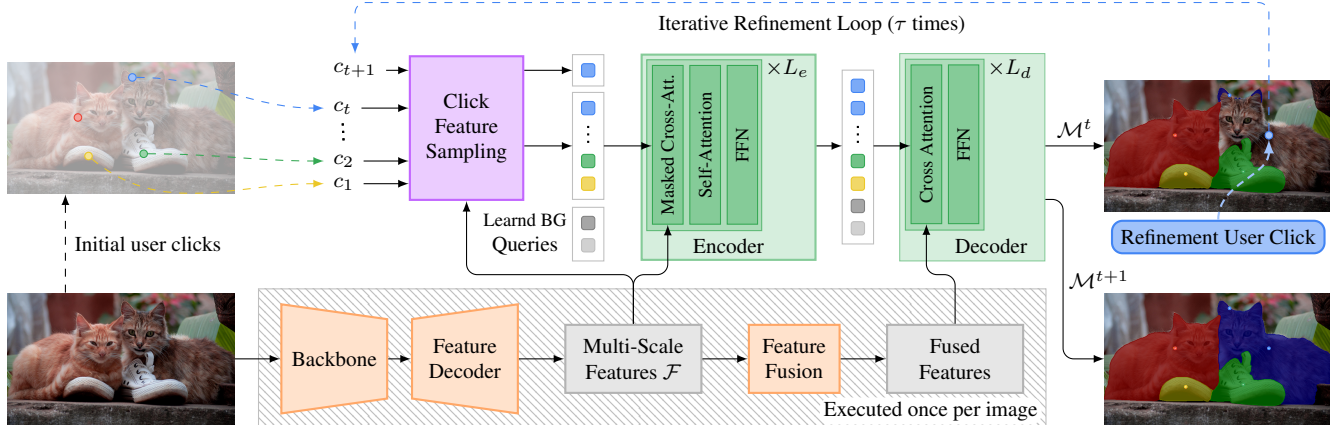 Iterative Refinement Loop (τ times)
c_{t+1}
c_t
⋮
c_2
c_1
Click
Feature
Sampling
Learnd BG
Queries
Masked Cross-Att.
Self-Attention
FFN
×L_e
Encoder
Cross Attention
FFN
×L_d
Decoder
ℳ^t
Refinement User Click
ℳ^{t+1}
Initial user clicks
Backbone
Feature
Decoder
Multi-Scale
Features ℱ
Feature
Fusion
Fused
Features
Executed once per image